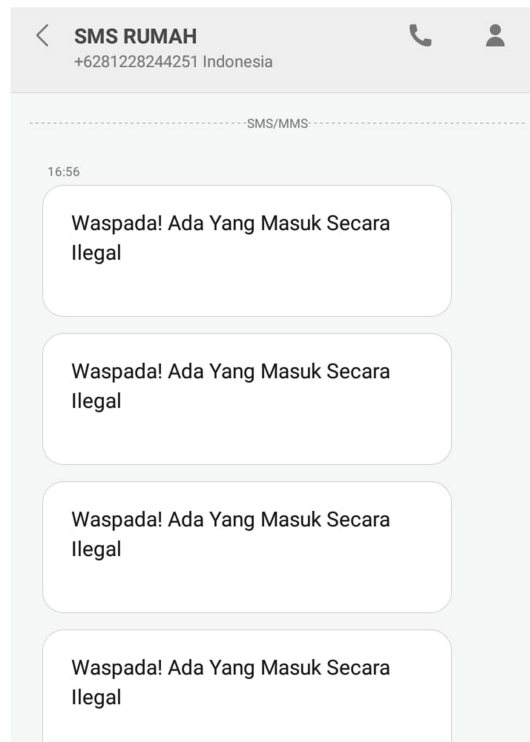 SMS RUMAH
+6281228244251 Indonesia
SMS/MMS
16:56
Waspada! Ada Yang Masuk Secara
Ilegal
Waspada! Ada Yang Masuk Secara
Ilegal
Waspada! Ada Yang Masuk Secara
Ilegal
Waspada! Ada Yang Masuk Secara
Ilegal